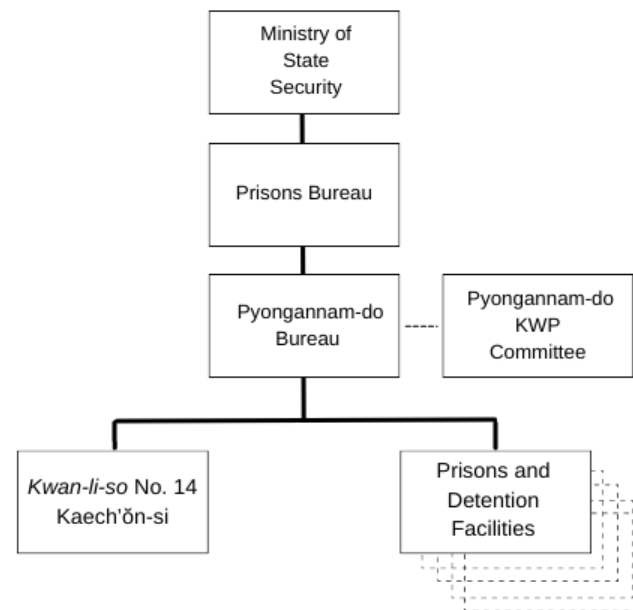 Ministry of
State
Security
Prisons Bureau
Pyongannam-do
Bureau
Pyongannam-do
KWP
Committee
Kwan-li-so No. 14
Kaech'ŏn-si
Prisons and
Detention
Facilities